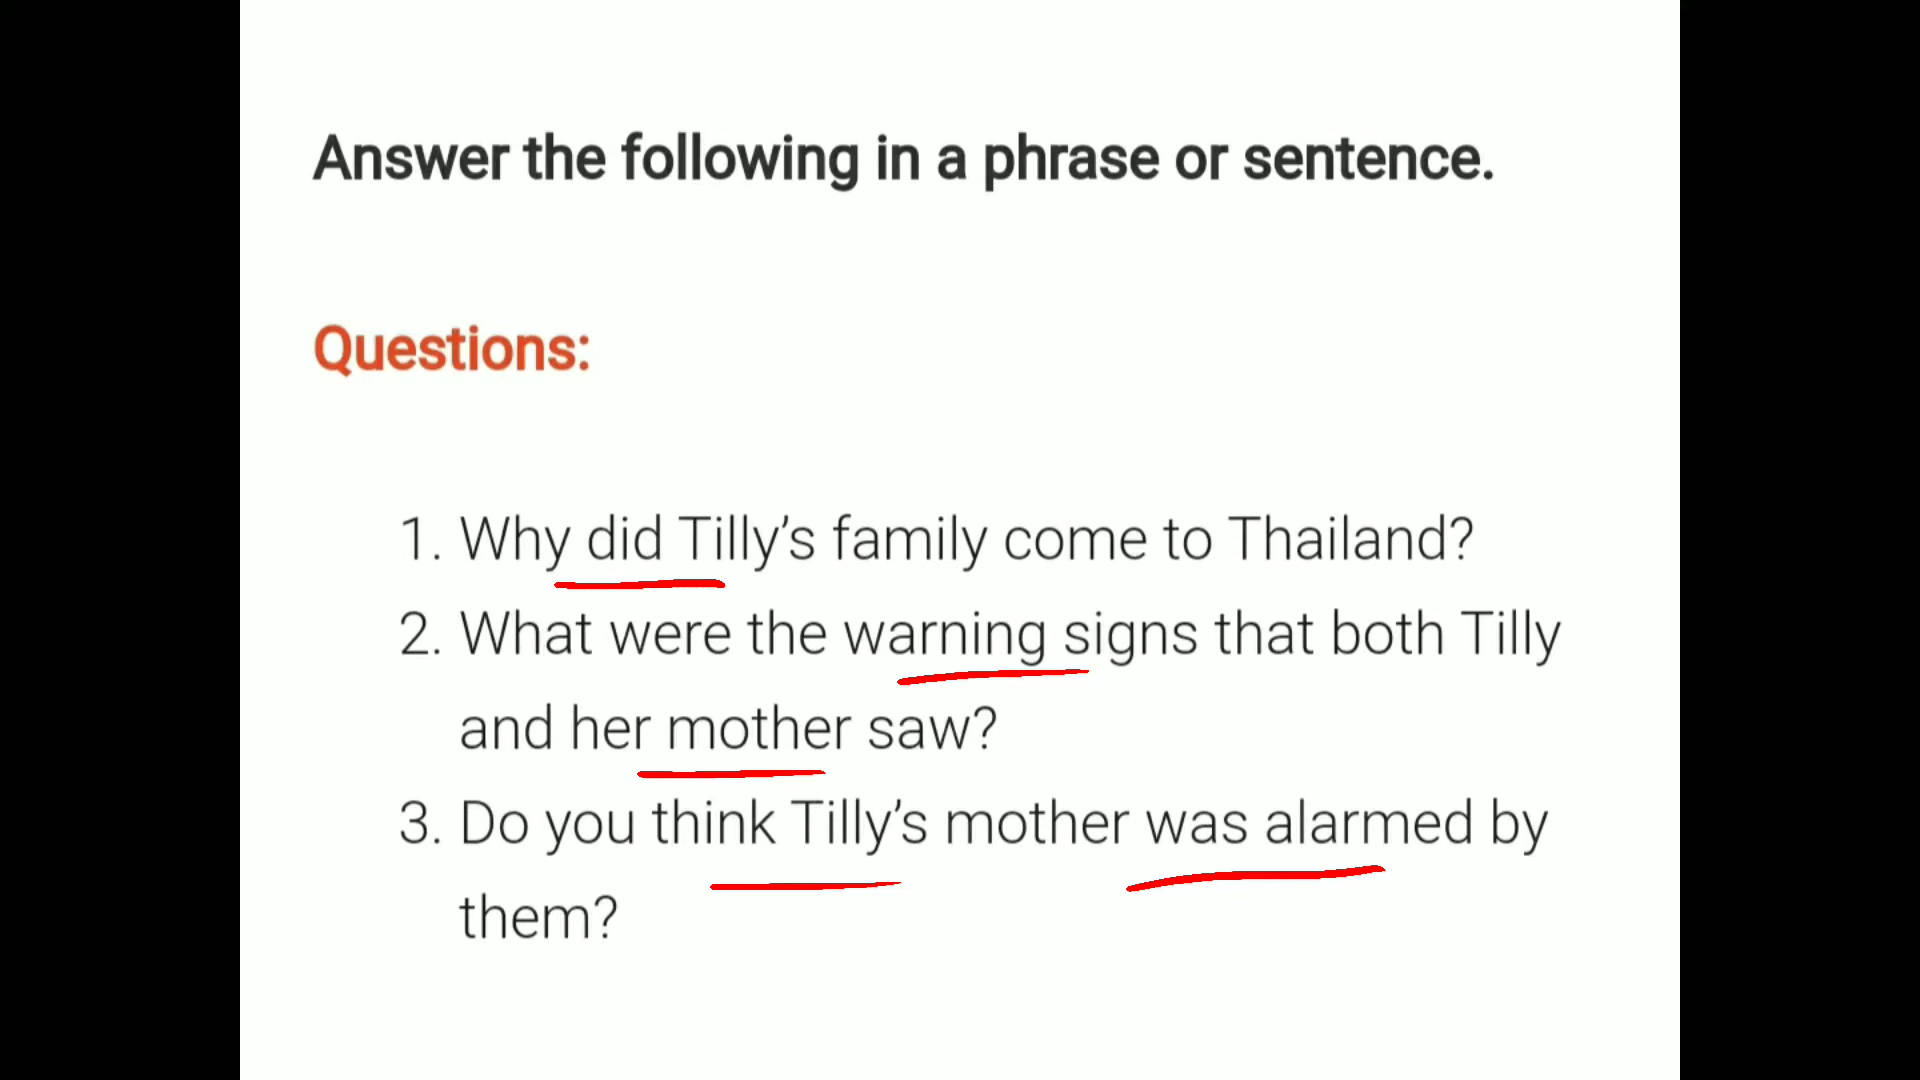 Answer the following in a phrase or sentence.
Questions:
1. Why did Tilly’s family come to Thailand?
2. What were the warning signs that both Tilly
and her mother saw?
3. Do you think Tilly’s mother was alarmed by
them?